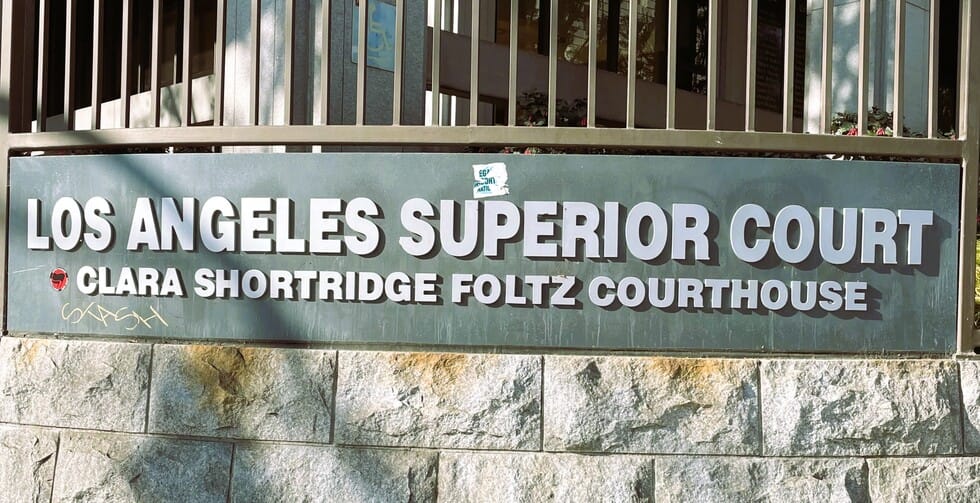 LOS ANGELES SUPERIOR COURT
CLARA SHORTRIDGE FOLTZ COURTHOUSE